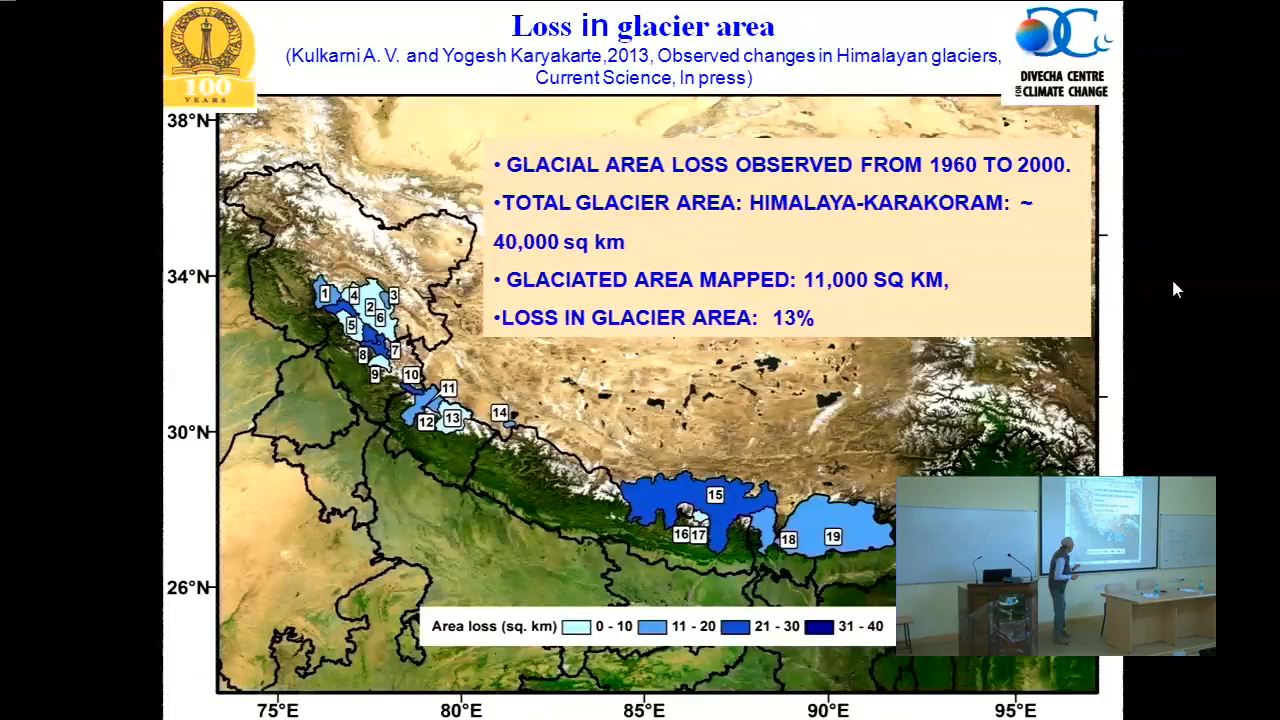 Loss in glacier area
(Kulkarni A. V. and Yogesh Karyakarte,2013, Observed changes in Himalayan glaciers,
Current Science, In press)
100
YEARS
DIVECHA CENTRE
FOR CLIMATE CHANGE
• GLACIAL AREA LOSS OBSERVED FROM 1960 TO 2000.
•TOTAL GLACIER AREA: HIMALAYA-KARAKORAM: ~
40,000 sq km
• GLACIATED AREA MAPPED: 11,000 SQ KM,
•LOSS IN GLACIER AREA: 13%
38°N
34°N
30°N
26°N
1
4
3
2
6
5
7
8
9
10
11
12
13
14
15
16
17
18
19
Area loss (sq. km) 0 - 10 11 - 20 21 - 30 31 - 40
75°E 80°E 85°E 90°E 95°E